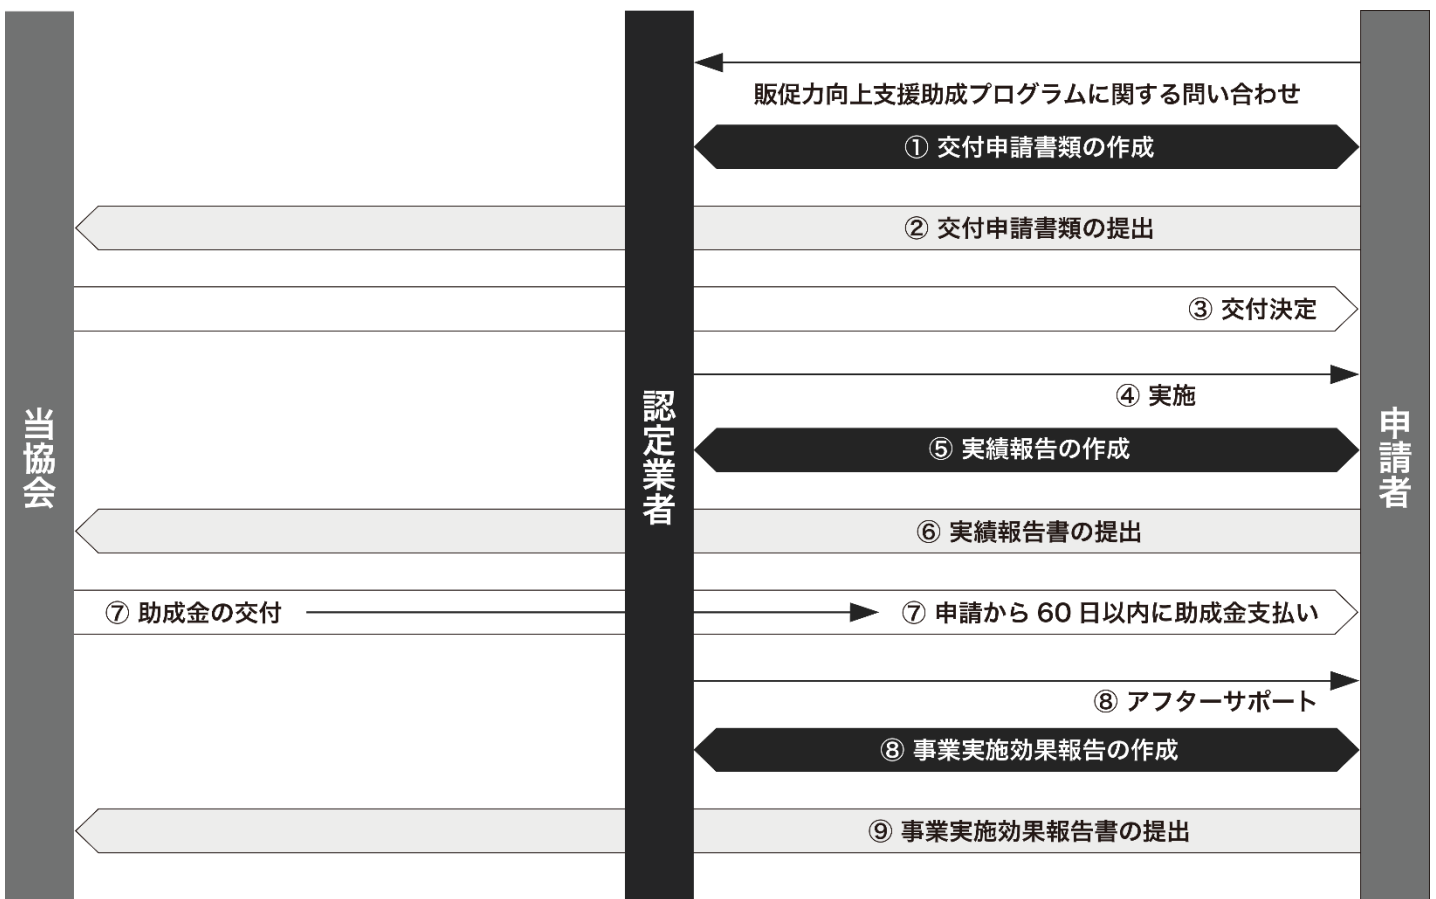 販促力向上支援助成プログラムに関する問い合わせ
① 交付申請書類の作成
② 交付申請書類の提出
③ 交付決定
④ 実施
当協会
認定業者
申請者
⑤ 実績報告の作成
⑥ 実績報告書の提出
⑦ 助成金の交付
⑦ 申請から 60 日以内に助成金支払い
⑧ アフターサポート
⑧ 事業実施効果報告の作成
⑨ 事業実施効果報告書の提出